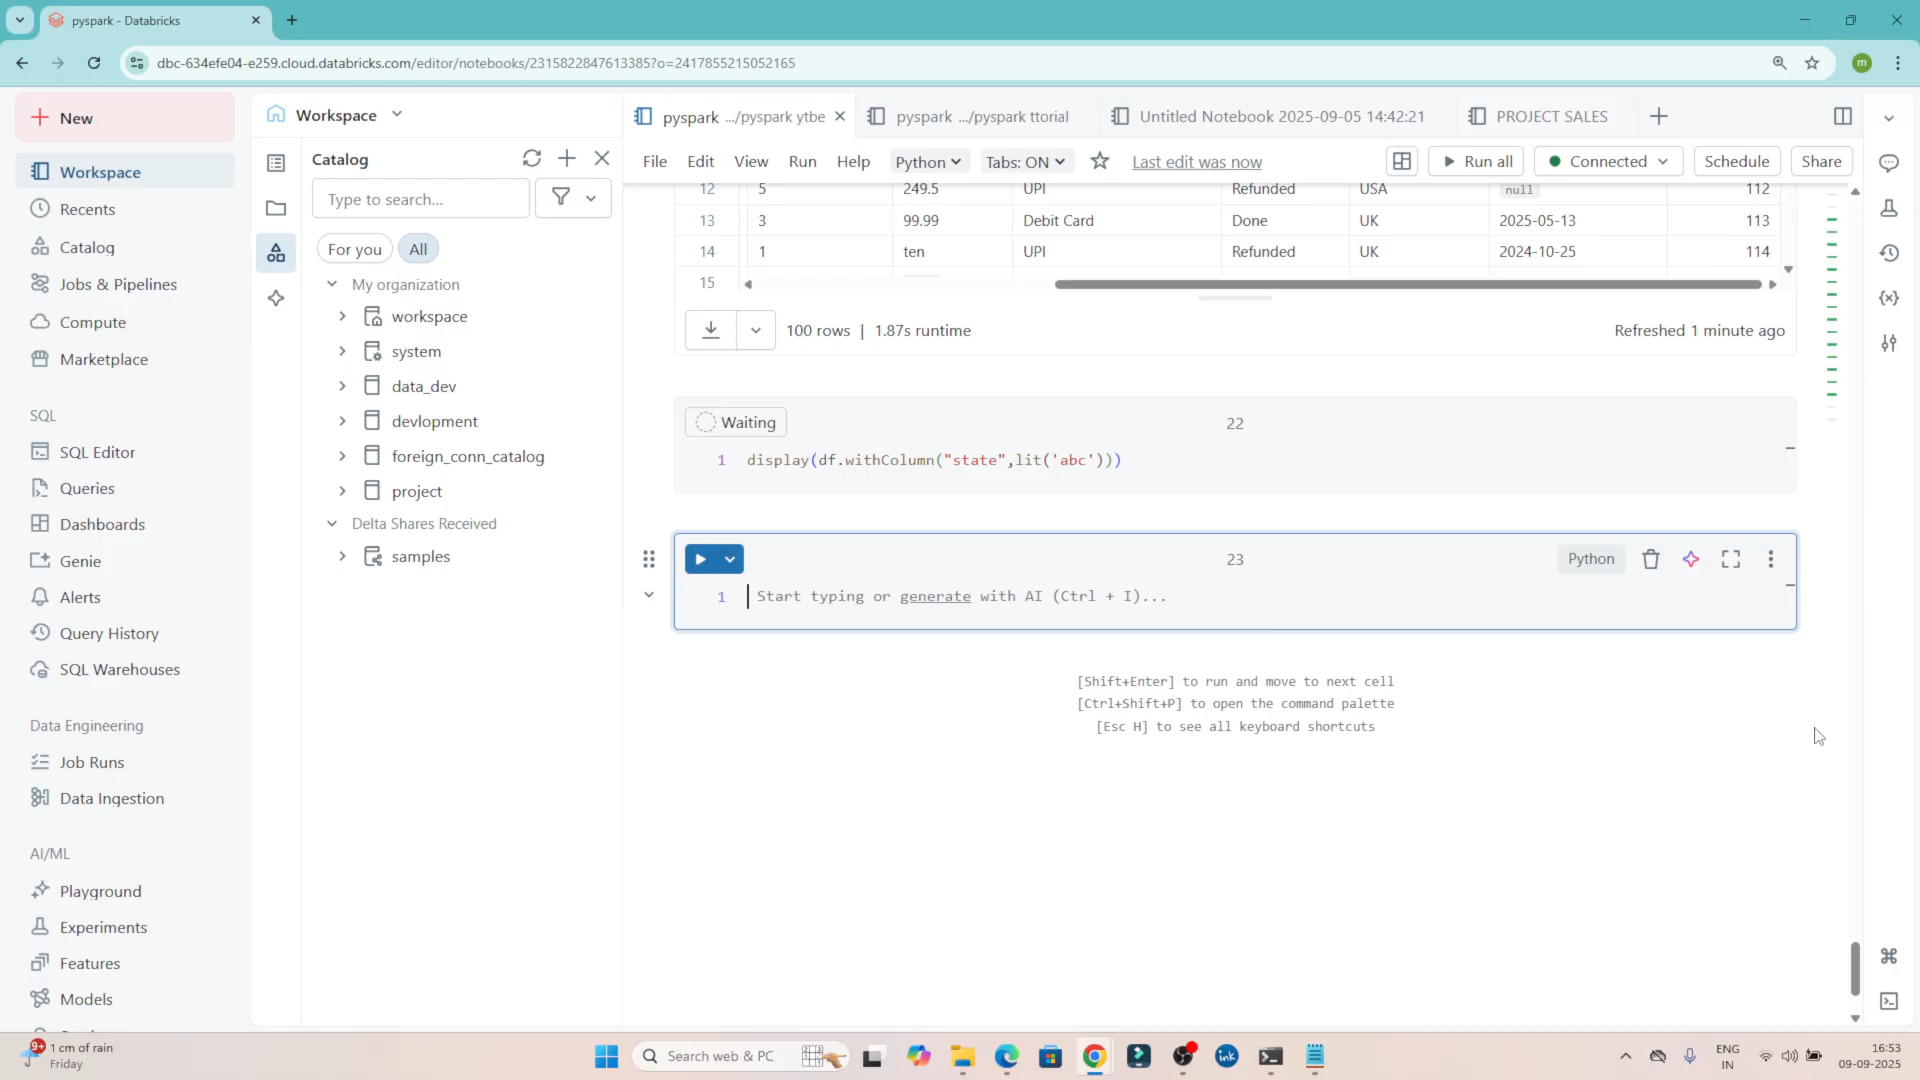 pyspark - Databricks
dbc-634efe04-e259.cloud.databricks.com/editor/notebooks/2315822847613385?o=2417855215052165
m
New
Workspace
Recents
Catalog
Jobs & Pipelines
Compute
Marketplace
SQL
SQL Editor
Queries
Dashboards
Genie
Alerts
Query History
SQL Warehouses
Data Engineering
Job Runs
Data Ingestion
AI/ML
Playground
Experiments
Features
Models
Workspace
Catalog
Type to search...
For you All
My organization
workspace
system
data_dev
devlopment
foreign_conn_catalog
project
Delta Shares Received
samples
pyspark .../pyspark ytbe
pyspark .../pyspark ttorial
Untitled Notebook 2025-09-05 14:42:21
PROJECT SALES
File Edit View Run Help Python Tabs: ON Last edit was now Run all Connected Schedule Share
12 5 249.5 UPI Refunded USA null 112
13 3 99.99 Debit Card Done UK 2025-05-13 113
14 1 ten UPI Refunded UK 2024-10-25 114
15
100 rows | 1.87s runtime Refreshed 1 minute ago
Waiting 22
1 display(df.withColumn("state",lit('abc')))
23 Python
1 Start typing or generate with AI (Ctrl + I)...
[Shift+Enter] to run and move to next cell
[Ctrl+Shift+P] to open the command palette
[Esc H] to see all keyboard shortcuts
9+
1 cm of rain
Friday
Search web & PC
ink
ENG
IN
16:53
09-09-2025